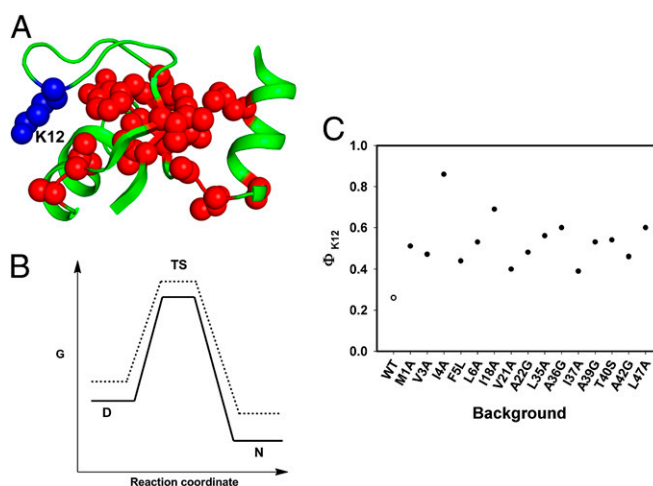 A
K12
B
TS
G
D
N
Reaction coordinate
C
1.0
0.8
0.6
0.4
0.2
0.0
Φ K12
WT
M1A
V3A
I4A
F5L
L6A
I18A
V21A
A22G
L35A
A36G
I37A
A39G
T40S
A42G
L47A
Background